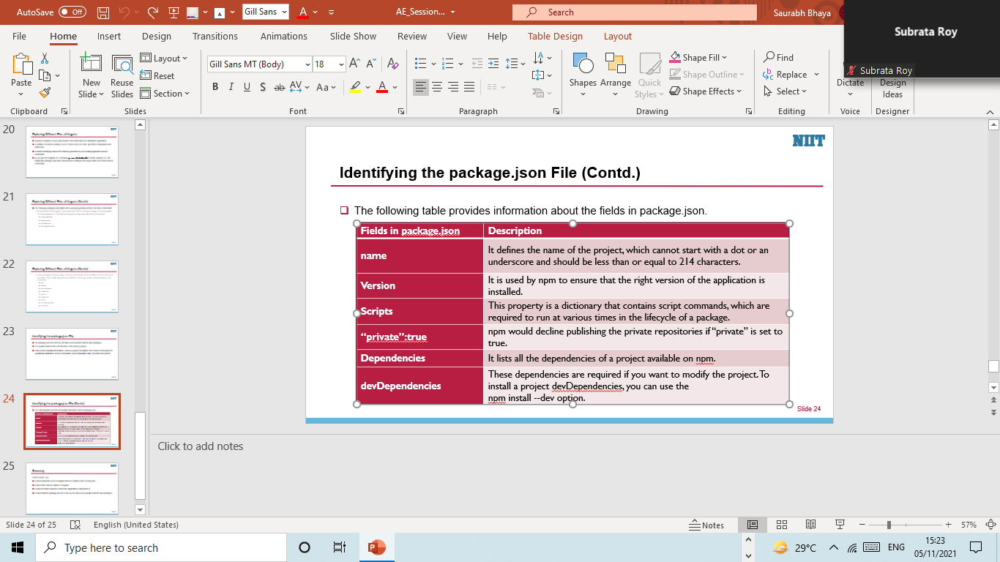 AutoSave Off AE_Session... Search Saurabh Bhaya
Subrata Roy
Subrata Roy
File Home Insert Design Transitions Animations Slide Show Review View Help Table Design Layout
Gill Sans
Paste
New Slide
Reuse Slides
Layout
Reset
Section
Gill Sans MT (Body) 18
B I U S ab AV Aa A
Shapes Arrange Quick Styles
Shape Fill
Shape Outline
Shape Effects
Find
Replace
Select
Dictate
Design Ideas
Clipboard Slides Font Paragraph Drawing Editing Voice Designer
20
21
22
23
24
25
NIIT
Identifying the package.json File (Contd.)
The following table provides information about the fields in package.json.
Fields in package.json Description
name It defines the name of the project, which cannot start with a dot or an
underscore and should be less than or equal to 214 characters.
Version It is used by npm to ensure that the right version of the application is
installed.
Scripts This property is a dictionary that contains script commands, which are
required to run at various times in the lifecycle of a package.
“private”:true npm would decline publishing the private repositories if “private” is set to
true.
Dependencies It lists all the dependencies of a project available on npm.
devDependencies These dependencies are required if you want to modify the project. To
install a project devDependencies, you can use the
npm install --dev option.
Slide 24
Click to add notes
Slide 24 of 25 English (United States) Notes 57%
Type here to search 29°C ENG 15:23
05/11/2021